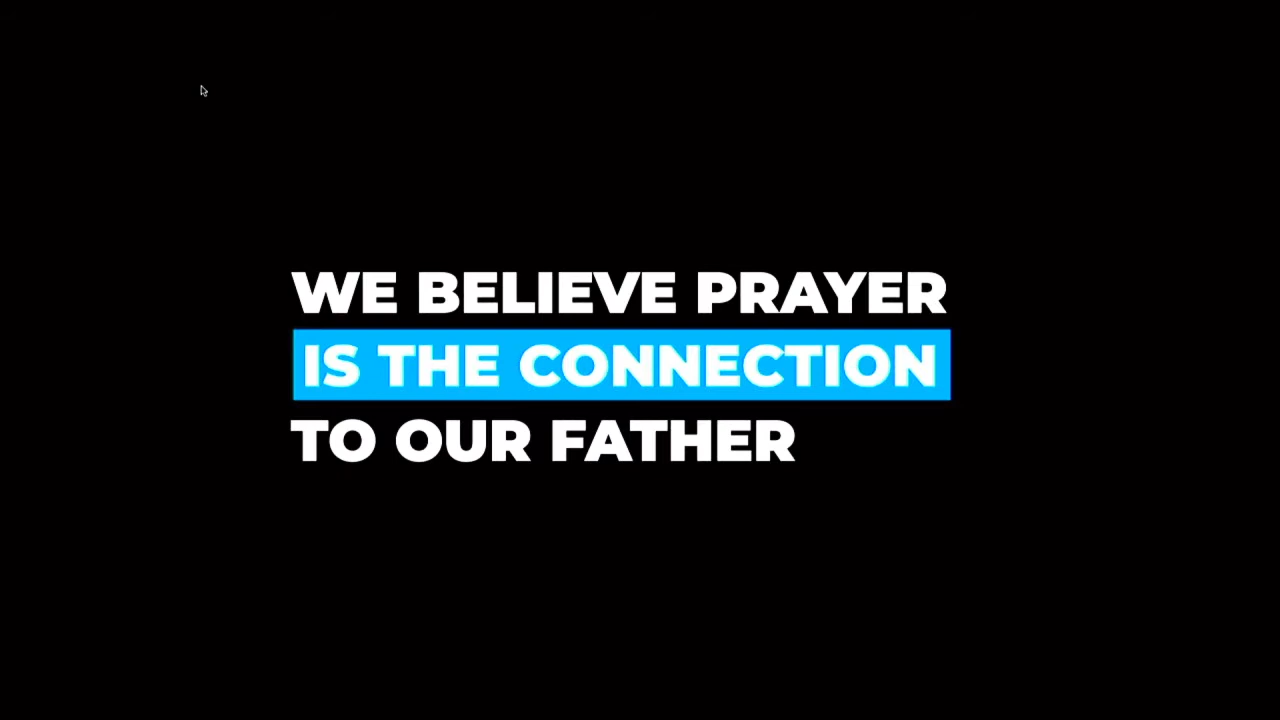 WE BELIEVE PRAYER
IS THE CONNECTION
TO OUR FATHER